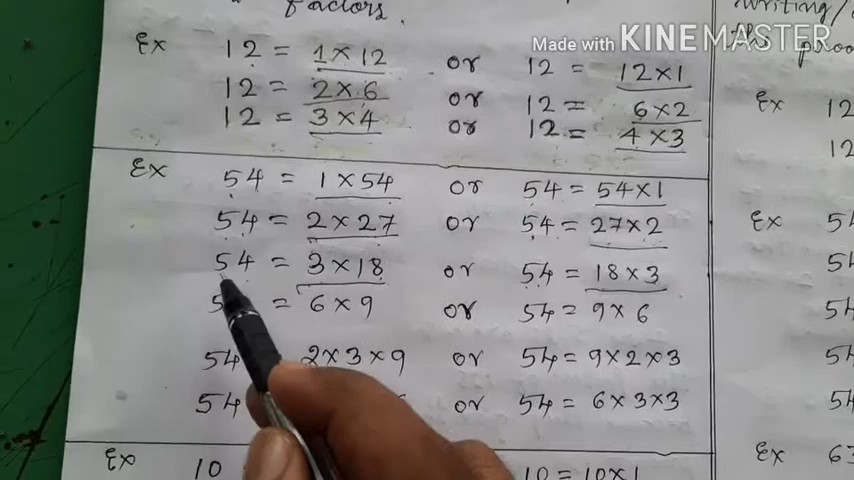 factors.
writing/
Made with KINEMASTER
Ex 12 = 1 × 12 or 12 = 12×1
12 = 2 × 6 or 12 = 6×2
12 = 3 × 4 or 12 = 4×3
Ex 54 = 1 × 54 or 54 = 54×1
54 = 2 × 27 or 54 = 27×2
54 = 3 × 18 or 54 = 18×3
5 = 6 × 9 or 54 = 9×6
54 2×3×9 or 54 = 9×2×3
54 or 54 = 6×3×3
Ex 10 10 = 10×1
Ex 12
12
Ex 54
54
54
54
54
Ex 63